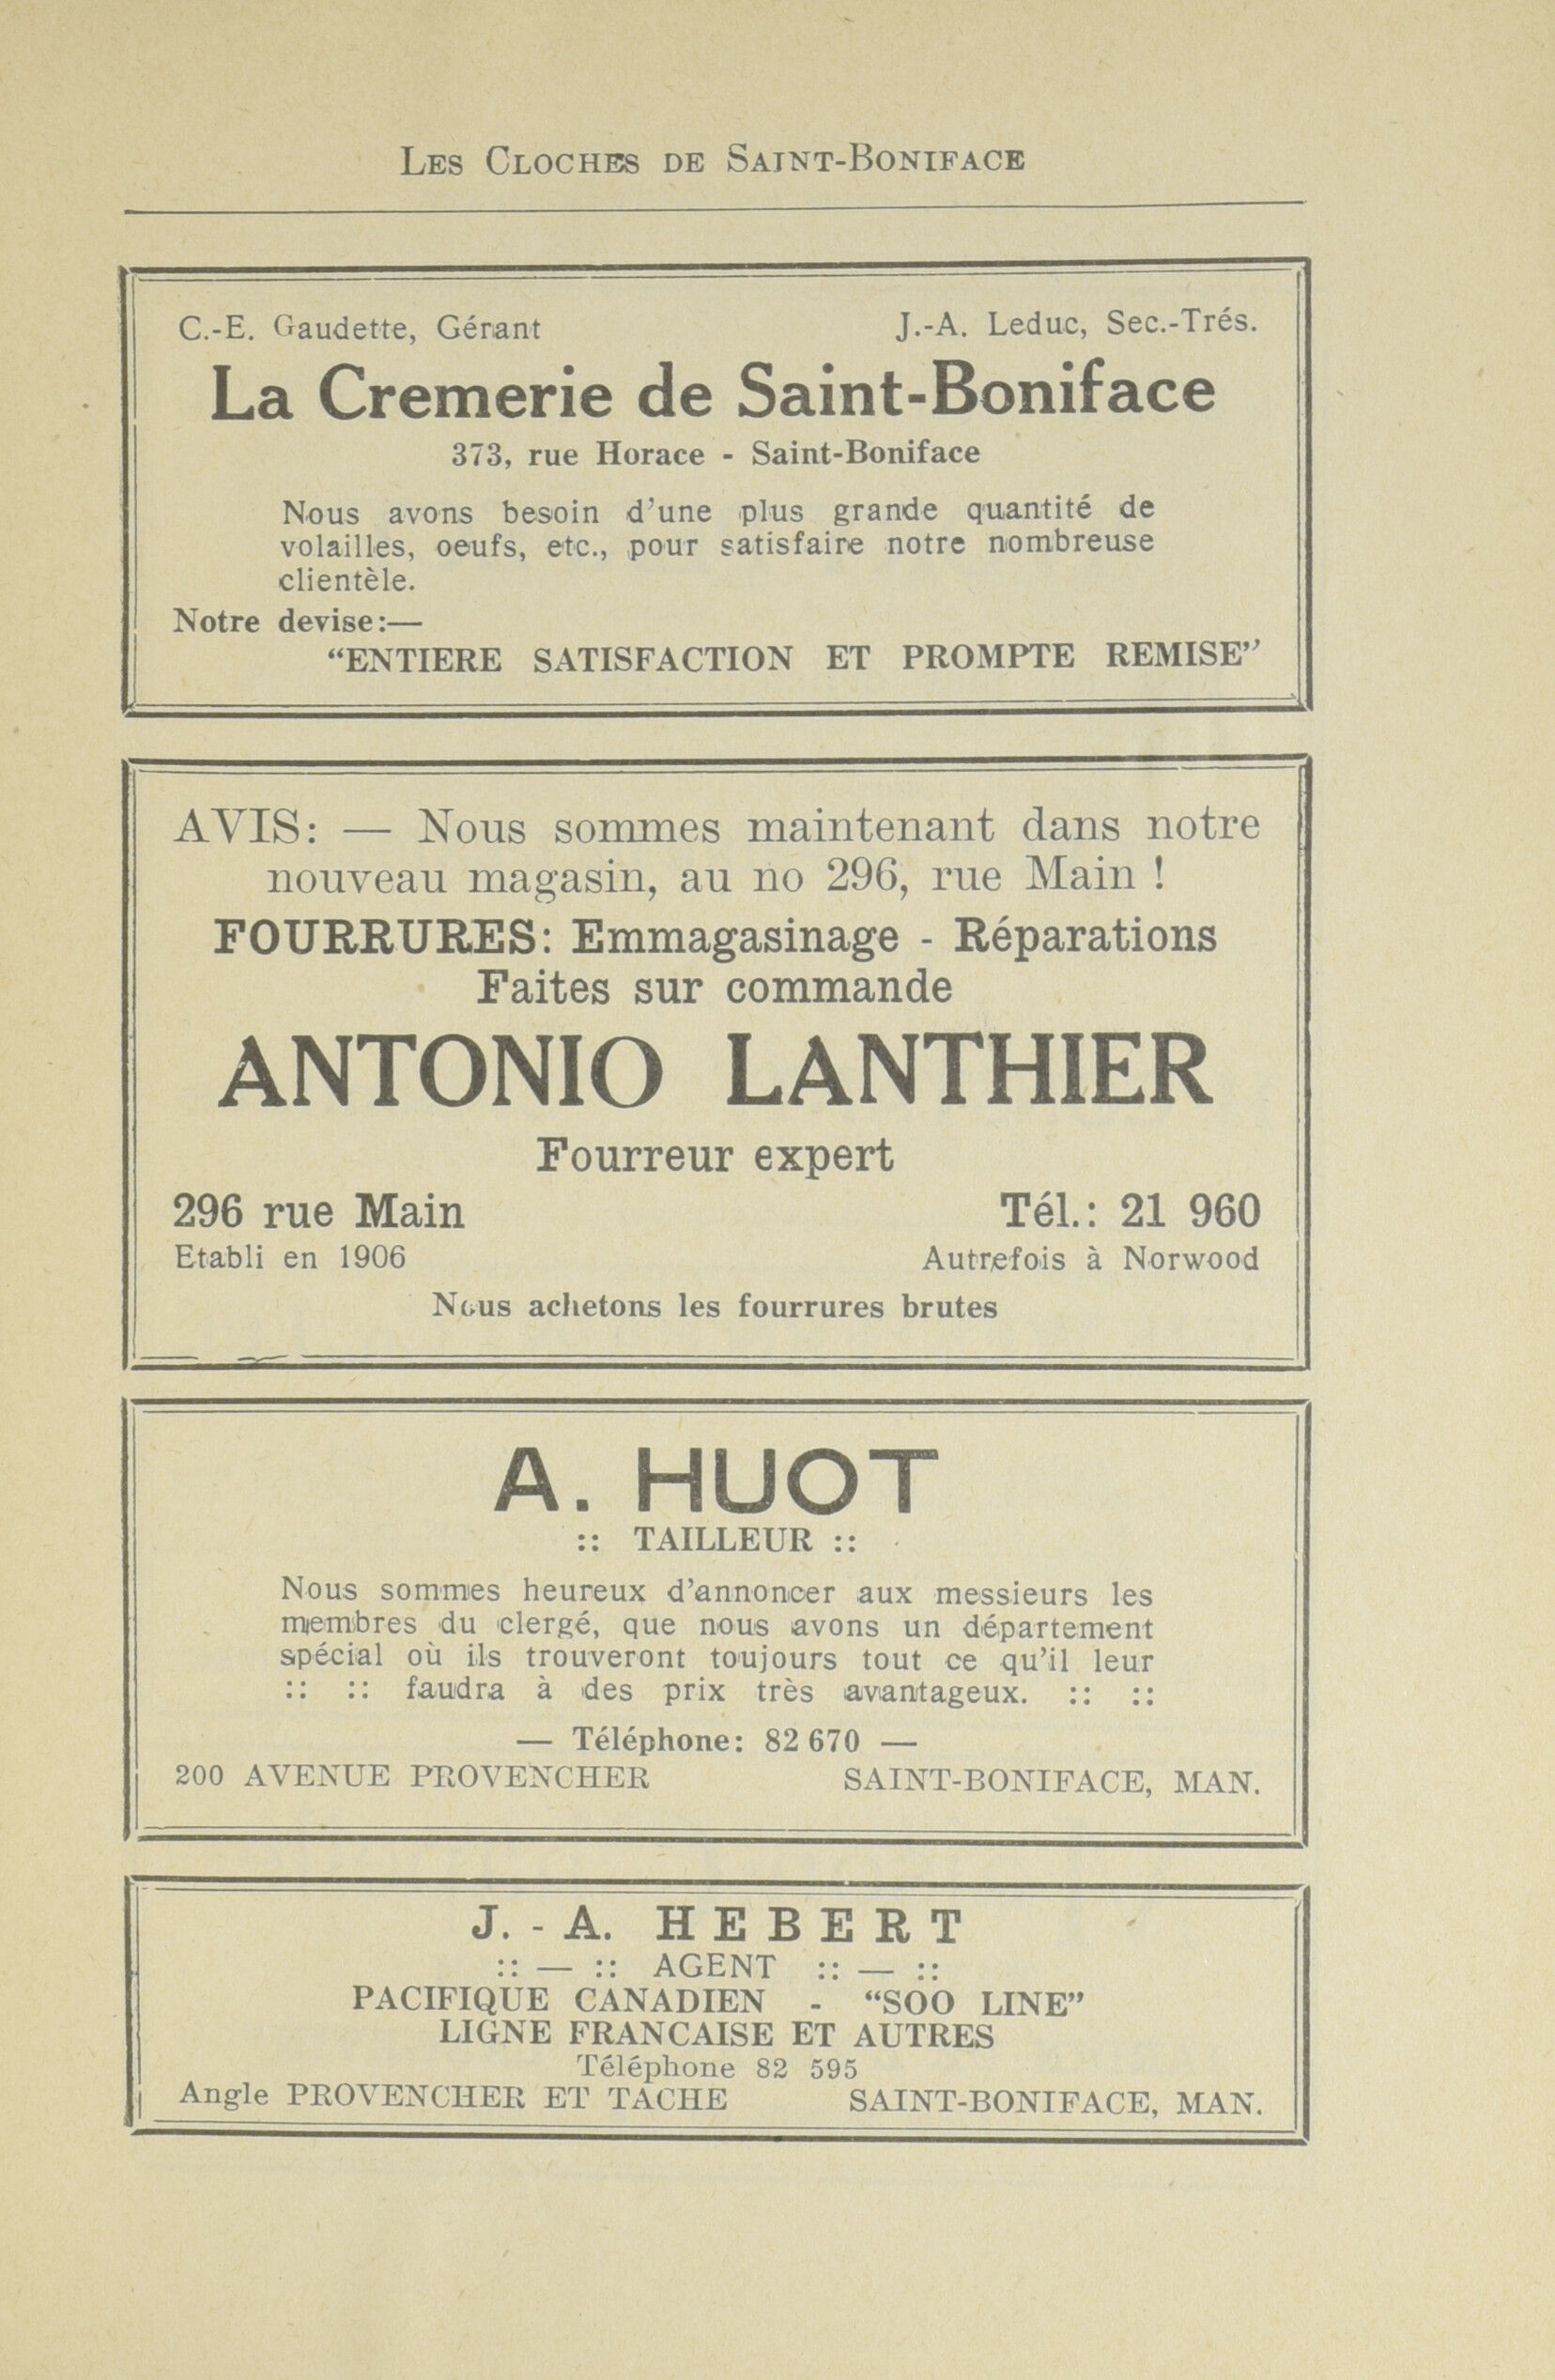 LES CLOCHES DE SAINT-BONIFACE
C.-E. Gaudette, Gérant J.-A. Leduc, Sec.-Trés.
La Cremerie de Saint-Boniface
373, rue Horace - Saint-Boniface
Nous avons besoin d'une plus grande quantité de
volailles, oeufs, etc., pour satisfaire notre nombreuse
clientèle.
Notre devise:—
“ENTIERE SATISFACTION ET PROMPTE REMISE”
AVIS: — Nous sommes maintenant dans notre
nouveau magasin, au no 296, rue Main !
FOURRURES: Emmagasinage - Réparations
Faites sur commande
ANTONIO LANTHIER
Fourreur expert
296 rue Main Tél.: 21 960
Etabli en 1906 Autrefois à Norwood
Nous achetons les fourrures brutes
A. HUOT
:: TAILLEUR ::
Nous sommes heureux d'annoncer aux messieurs les
membres du clergé, que nous avons un département
spécial où ils trouveront toujours tout ce qu'il leur
:: :: faudra à des prix très avantageux. :: ::
— Téléphone: 82 670 —
200 AVENUE PROVENCHER SAINT-BONIFACE, MAN.
J. - A. HEBERT
:: — :: AGENT :: — ::
PACIFIQUE CANADIEN - “SOO LINE”
LIGNE FRANCAISE ET AUTRES
Téléphone 82 595
Angle PROVENCHER ET TACHE SAINT-BONIFACE, MAN.